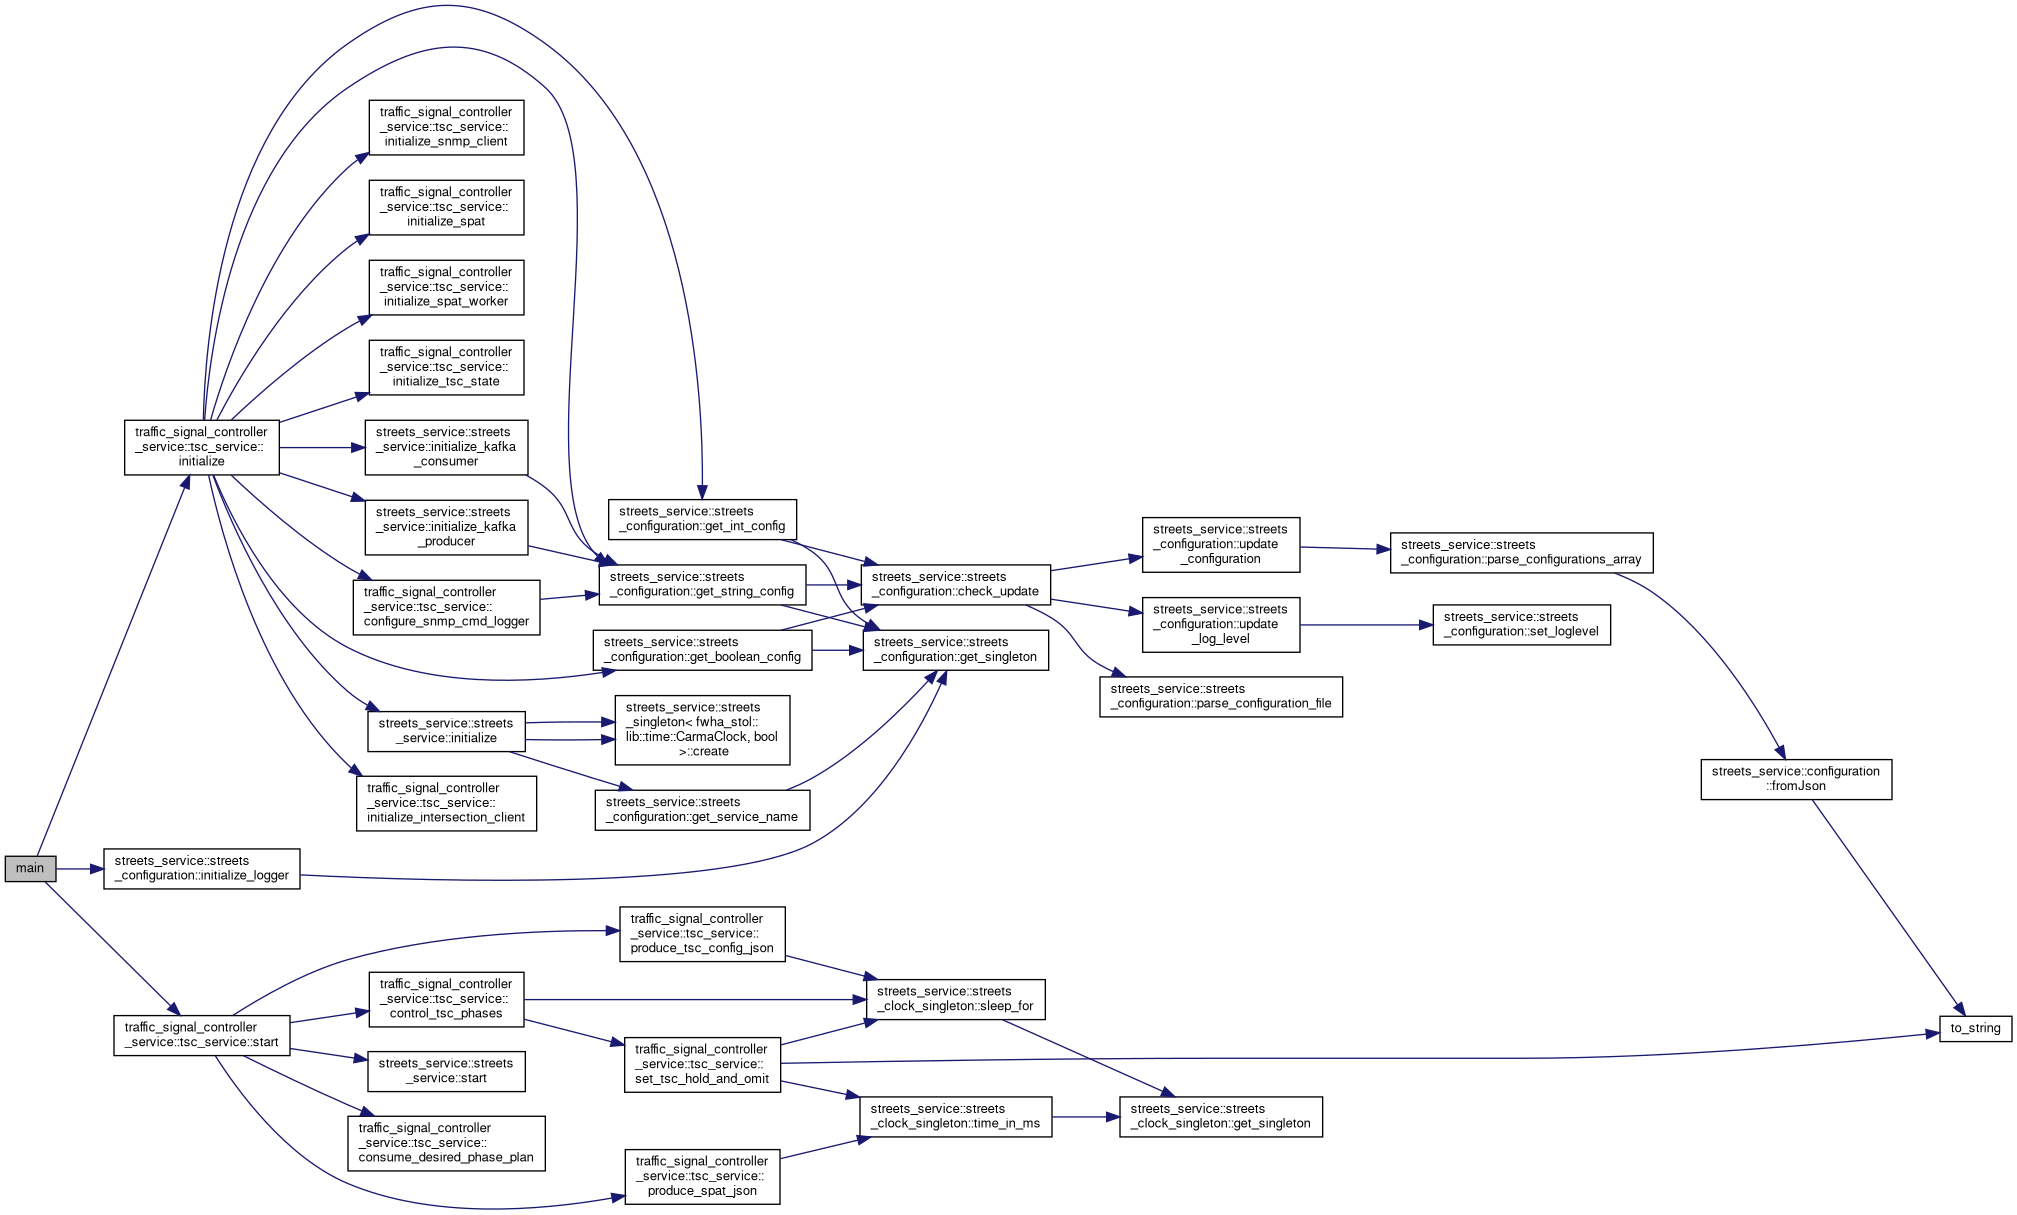 traffic_signal_controller
_service::tsc_service::
initialize_snmp_client
traffic_signal_controller
_service::tsc_service::
initialize_spat
traffic_signal_controller
_service::tsc_service::
initialize_spat_worker
traffic_signal_controller
_service::tsc_service::
initialize_tsc_state
traffic_signal_controller
_service::tsc_service::
initialize
streets_service::streets
_service::initialize_kafka
_consumer
streets_service::streets
_service::initialize_kafka
_producer
streets_service::streets
_configuration::get_int_config
streets_service::streets
_configuration::update
_configuration
streets_service::streets
_configuration::parse_configurations_array
traffic_signal_controller
_service::tsc_service::
configure_snmp_cmd_logger
streets_service::streets
_configuration::get_string_config
streets_service::streets
_configuration::check_update
streets_service::streets
_configuration::update
_log_level
streets_service::streets
_configuration::set_loglevel
streets_service::streets
_configuration::get_boolean_config
streets_service::streets
_configuration::get_singleton
streets_service::streets
_configuration::parse_configuration_file
streets_service::streets
_service::initialize
streets_service::streets
_singleton< fwha_stol::
lib::time::CarmaClock, bool
>::create
streets_service::configuration
::fromJson
traffic_signal_controller
_service::tsc_service::
initialize_intersection_client
streets_service::streets
_configuration::get_service_name
main
streets_service::streets
_configuration::initialize_logger
traffic_signal_controller
_service::tsc_service::
produce_tsc_config_json
traffic_signal_controller
_service::tsc_service::
control_tsc_phases
streets_service::streets
_clock_singleton::sleep_for
traffic_signal_controller
_service::tsc_service::start
to_string
traffic_signal_controller
_service::tsc_service::
set_tsc_hold_and_omit
streets_service::streets
_service::start
streets_service::streets
_clock_singleton::time_in_ms
streets_service::streets
_clock_singleton::get_singleton
traffic_signal_controller
_service::tsc_service::
consume_desired_phase_plan
traffic_signal_controller
_service::tsc_service::
produce_spat_json